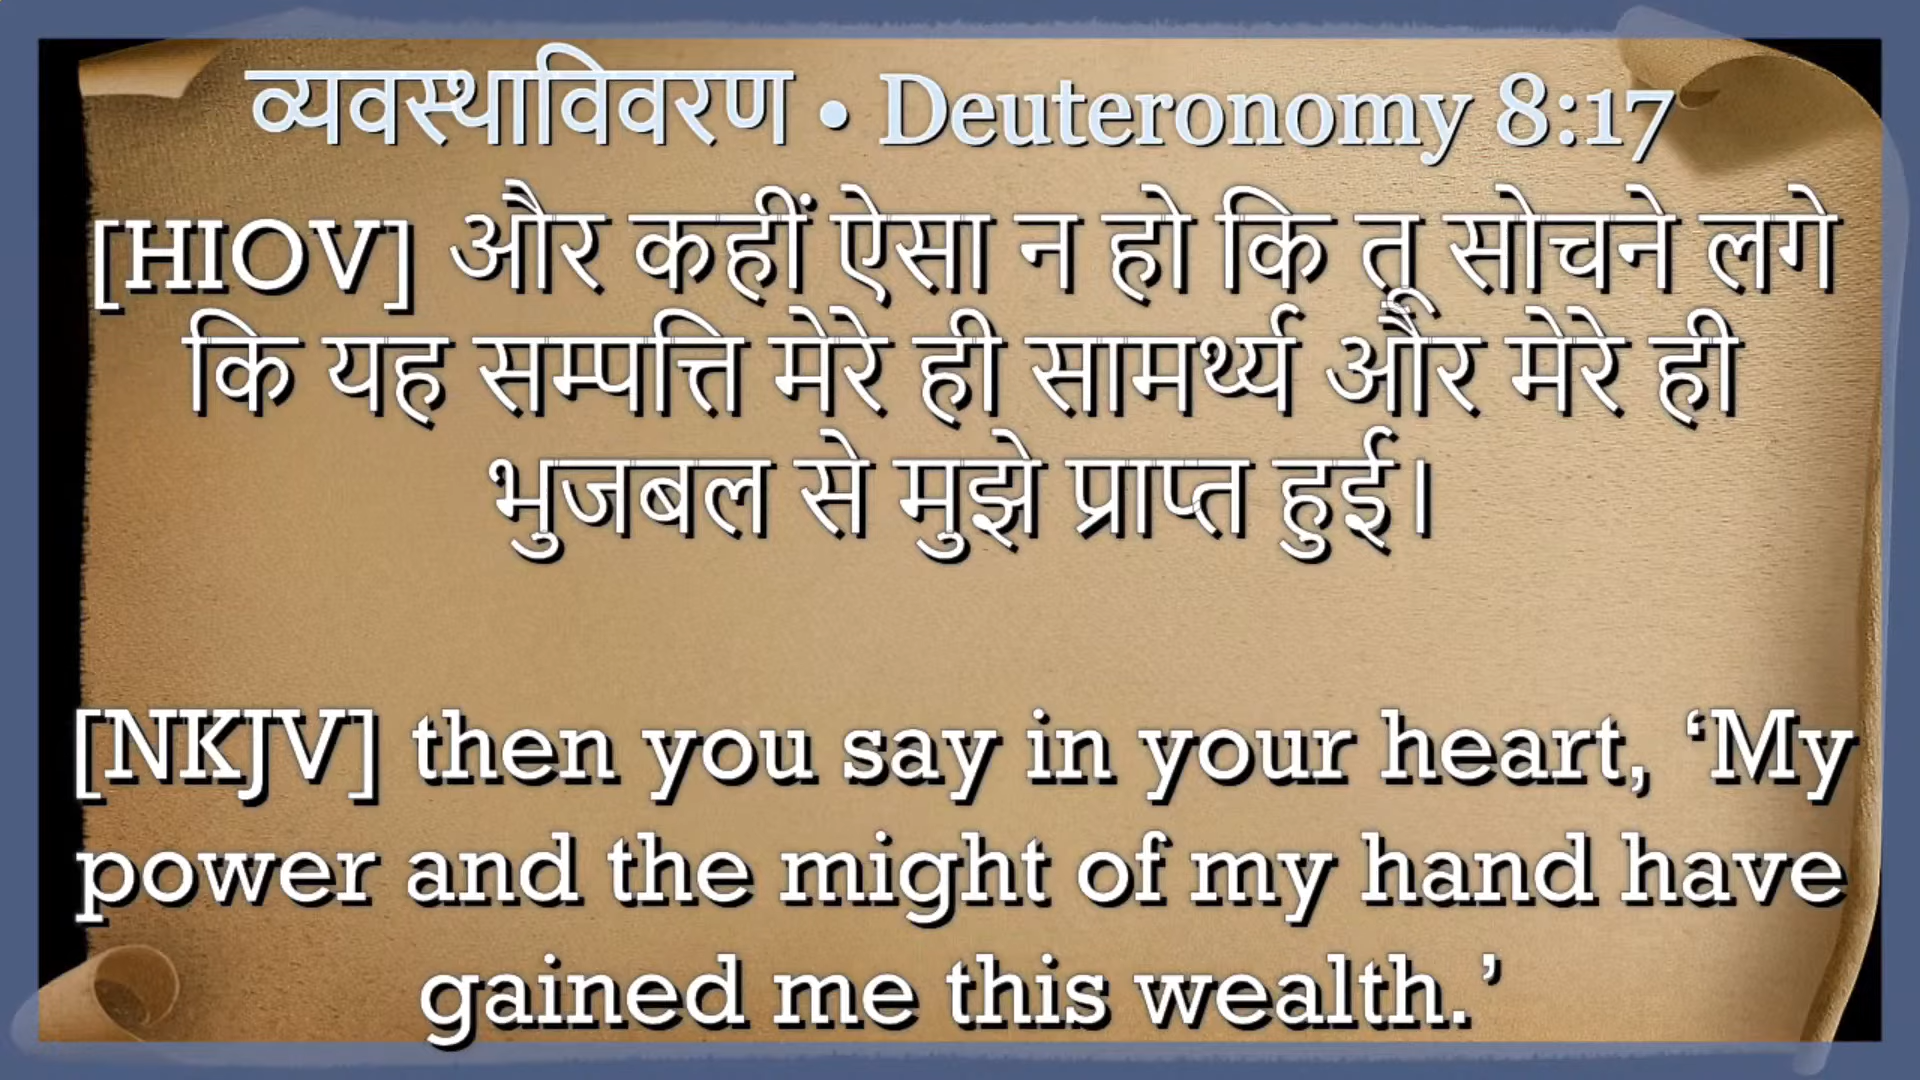 व्यवस्थाविवरण • Deuteronomy 8:17
[HIOV] और कहीं ऐसा न हो कि तू सोचने लगे
कि यह सम्पत्ति मेरे ही सामर्थ्य और मेरे ही
भुजबल से मुझे प्राप्त हुई।
[NKJV] then you say in your heart, ‘My
power and the might of my hand have
gained me this wealth.’